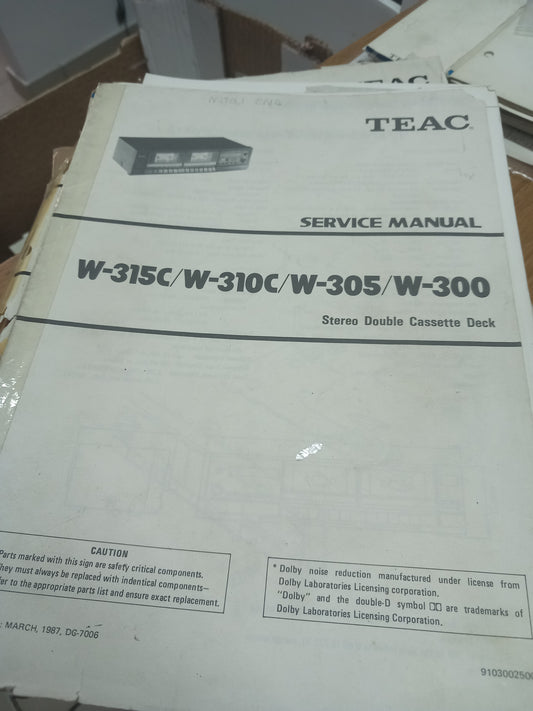 TEAC
TEAC®
SERVICE MANUAL
W-315C/W-310C/W-305/W-300
Stereo Double Cassette Deck
CAUTION
Parts marked with this sign are safety critical components.
They must always be replaced with indentical components—
fer to the appropriate parts list and ensure exact replacement.
* Dolby noise reduction manufactured under license from
Dolby Laboratories Licensing corporation.
"Dolby" and the double-D symbol are trademarks of
Dolby Laboratories Licensing Corporation.
: MARCH, 1987, DG-7006
910300250